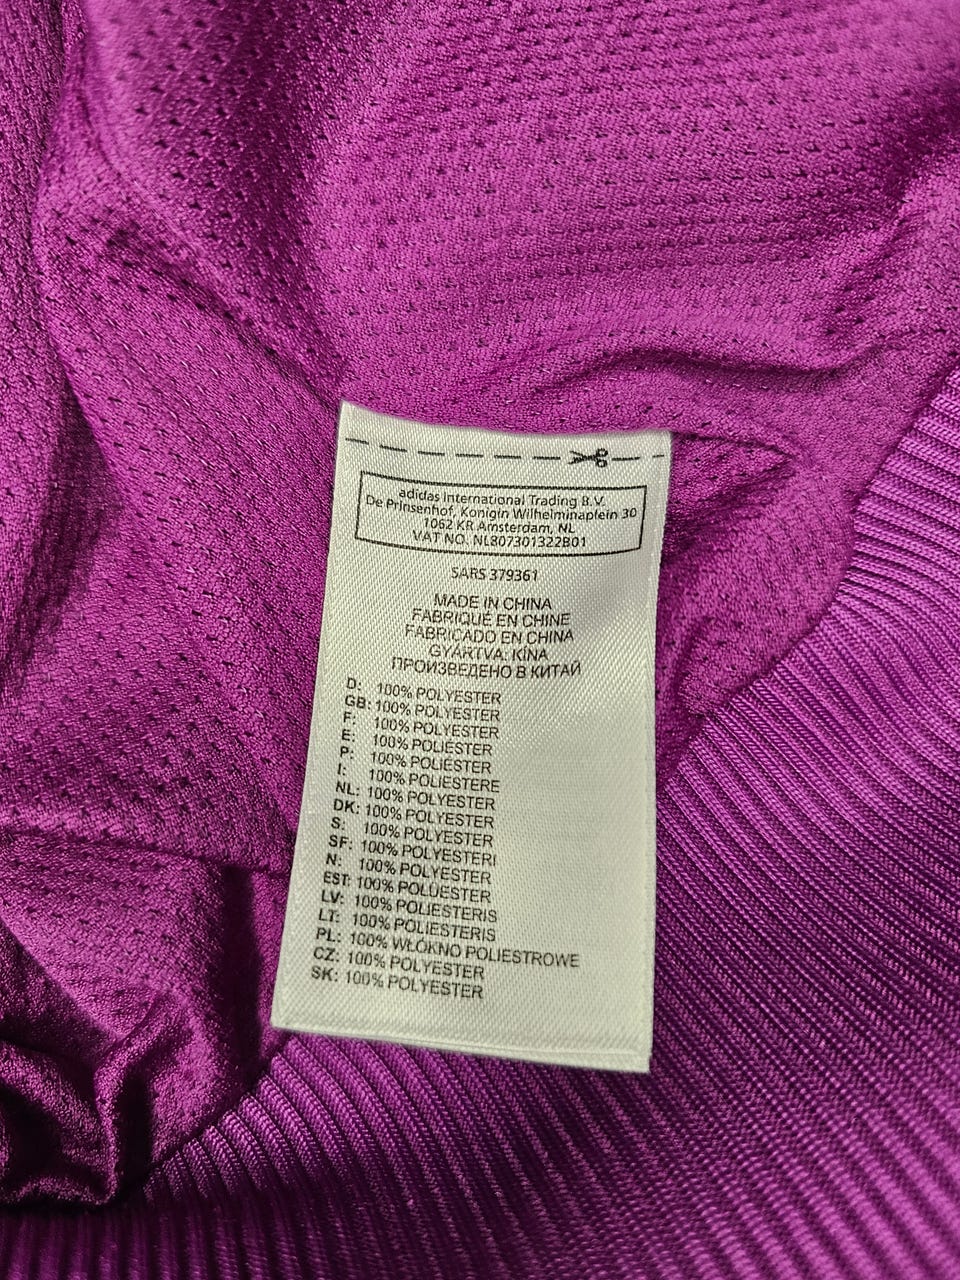 adidas International Trading B.V.
De Prinsenhof, Konigin Wilhelminaplein 30
1062 KR Amsterdam, NL
VAT NO. NL807301322B01
SARS 379361
MADE IN CHINA
FABRIQUÉ EN CHINE
FABRICADO EN CHINA
GYÁRTVA: KÍNA
ПРОИЗВЕДЕНО В КИТАЙ
D: 100% POLYESTER
GB: 100% POLYESTER
F: 100% POLYESTER
E: 100% POLIESTER
P: 100% POLIESTER
I: 100% POLIESTERE
NL: 100% POLYESTER
DK: 100% POLYESTER
S: 100% POLYESTER
SF: 100% POLYESTERI
N: 100% POLYESTER
EST: 100% POLÜESTER
LV: 100% POLIESTERIS
LT: 100% POLIESTERIS
PL: 100% WŁÓKNO POLIESTROWE
CZ: 100% POLYESTER
SK: 100% POLYESTER